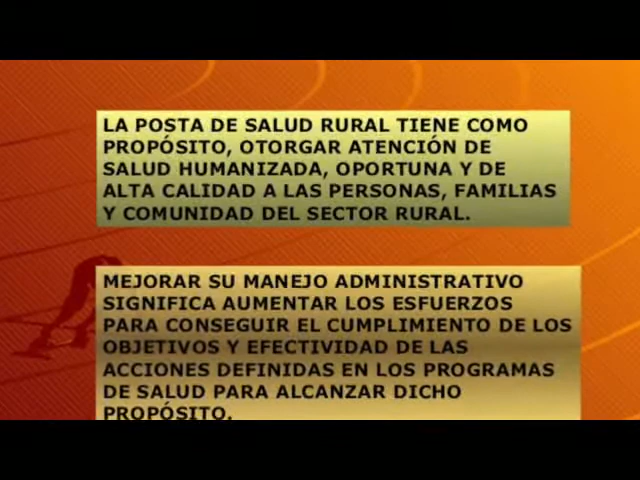 LA POSTA DE SALUD RURAL TIENE COMO
PROPÓSITO, OTORGAR ATENCIÓN DE
SALUD HUMANIZADA, OPORTUNA Y DE
ALTA CALIDAD A LAS PERSONAS, FAMILIAS
Y COMUNIDAD DEL SECTOR RURAL.
MEJORAR SU MANEJO ADMINISTRATIVO
SIGNIFICA AUMENTAR LOS ESFUERZOS
PARA CONSEGUIR EL CUMPLIMIENTO DE LOS
OBJETIVOS Y EFECTIVIDAD DE LAS
ACCIONES DEFINIDAS EN LOS PROGRAMAS
DE SALUD PARA ALCANZAR DICHO
PROPÓSITO.